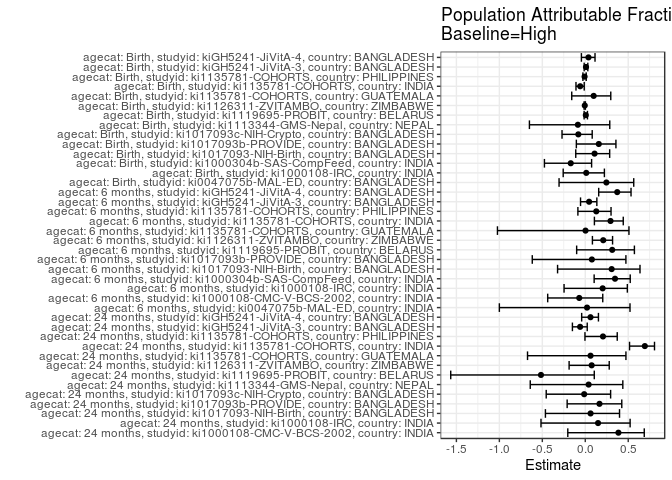 Population Attributable Fracti
Baseline=High
agecat: Birth, studyid: kiGH5241-JiVitA-4, country: BANGLADESH
agecat: Birth, studyid: kiGH5241-JiVitA-3, country: BANGLADESH
agecat: Birth, studyid: ki1135781-COHORTS, country: PHILIPPINES
agecat: Birth, studyid: ki1135781-COHORTS, country: INDIA
agecat: Birth, studyid: ki1135781-COHORTS, country: GUATEMALA
agecat: Birth, studyid: ki1126311-ZVITAMBO, country: ZIMBABWE
agecat: Birth, studyid: ki1119695-PROBIT, country: BELARUS
agecat: Birth, studyid: ki1113344-GMS-Nepal, country: NEPAL
agecat: Birth, studyid: ki1017093c-NIH-Crypto, country: BANGLADESH
agecat: Birth, studyid: ki1017093b-PROVIDE, country: BANGLADESH
agecat: Birth, studyid: ki1017093-NIH-Birth, country: BANGLADESH
agecat: Birth, studyid: ki1000304b-SAS-CompFeed, country: INDIA
agecat: Birth, studyid: ki1000108-IRC, country: INDIA
agecat: Birth, studyid: ki0047075b-MAL-ED, country: BANGLADESH
agecat: 6 months, studyid: kiGH5241-JiVitA-4, country: BANGLADESH
agecat: 6 months, studyid: kiGH5241-JiVitA-3, country: BANGLADESH
agecat: 6 months, studyid: ki1135781-COHORTS, country: PHILIPPINES
agecat: 6 months, studyid: ki1135781-COHORTS, country: INDIA
agecat: 6 months, studyid: ki1135781-COHORTS, country: GUATEMALA
agecat: 6 months, studyid: ki1126311-ZVITAMBO, country: ZIMBABWE
agecat: 6 months, studyid: ki1119695-PROBIT, country: BELARUS
agecat: 6 months, studyid: ki1017093b-PROVIDE, country: BANGLADESH
agecat: 6 months, studyid: ki1017093-NIH-Birth, country: BANGLADESH
agecat: 6 months, studyid: ki1000304b-SAS-CompFeed, country: INDIA
agecat: 6 months, studyid: ki1000108-IRC, country: INDIA
agecat: 6 months, studyid: ki1000108-CMC-V-BCS-2002, country: INDIA
agecat: 6 months, studyid: ki0047075b-MAL-ED, country: INDIA
agecat: 24 months, studyid: kiGH5241-JiVitA-4, country: BANGLADESH
agecat: 24 months, studyid: kiGH5241-JiVitA-3, country: BANGLADESH
agecat: 24 months, studyid: ki1135781-COHORTS, country: PHILIPPINES
agecat: 24 months, studyid: ki1135781-COHORTS, country: INDIA
agecat: 24 months, studyid: ki1135781-COHORTS, country: GUATEMALA
agecat: 24 months, studyid: ki1126311-ZVITAMBO, country: ZIMBABWE
agecat: 24 months, studyid: ki1119695-PROBIT, country: BELARUS
agecat: 24 months, studyid: ki1113344-GMS-Nepal, country: NEPAL
agecat: 24 months, studyid: ki1017093c-NIH-Crypto, country: BANGLADESH
agecat: 24 months, studyid: ki1017093b-PROVIDE, country: BANGLADESH
agecat: 24 months, studyid: ki1017093-NIH-Birth, country: BANGLADESH
agecat: 24 months, studyid: ki1000108-IRC, country: INDIA
agecat: 24 months, studyid: ki1000108-CMC-V-BCS-2002, country: INDIA
-1.5 -1.0 -0.5 0.0 0.5
Estimate